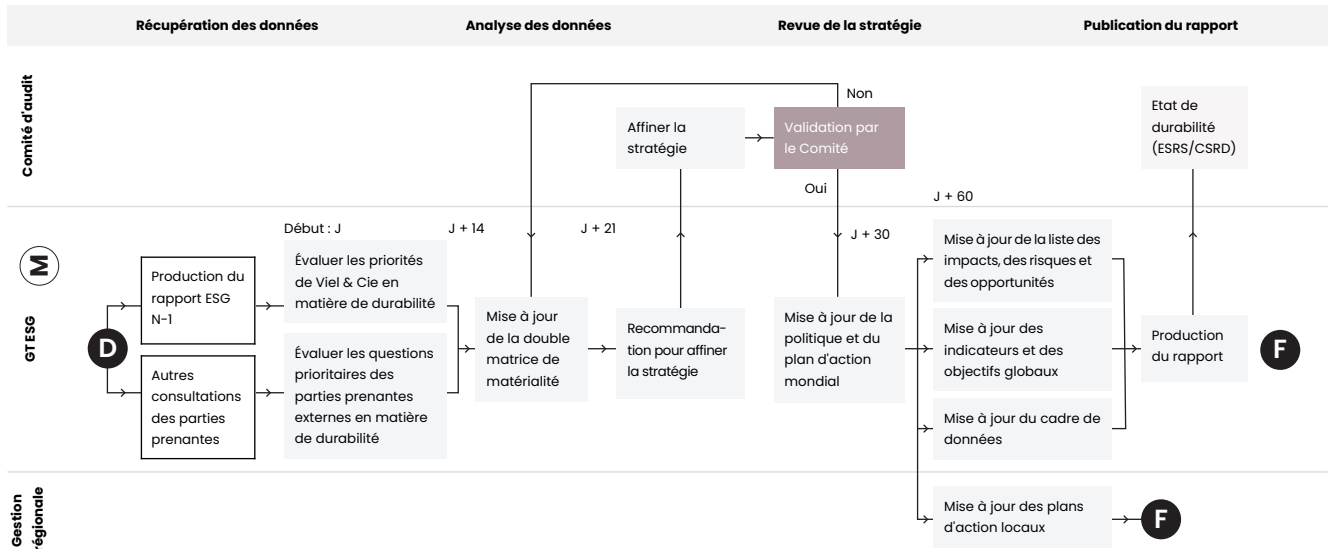 Récupération des données
Analyse des données
Revue de la stratégie
Publication du rapport
Comité d'audit
Non
Affiner la
stratégie
Validation par
le Comité
Etat de
durabilité
(ESRS/CSRD)
Oui
J + 60
GT ESG
M
Début : J
J + 14
J + 21
J + 30
D
Production du
rapport ESG
N-1
Autres
consultations
des parties
prenantes
Évaluer les priorités
de Viel & Cie en
matière de durabilité
Évaluer les questions
prioritaires des
parties prenantes
externes en matière
de durabilité
Mise à jour
de la double
matrice de
matérialité
Recommanda-
tion pour affiner
la stratégie
Mise à jour de la
politique et du
plan d'action
mondial
Mise à jour de la liste des
impacts, des risques et
des opportunités
Mise à jour des
indicateurs et des
objectifs globaux
Mise à jour du cadre de
données
Production
du rapport
F
Gestion
régionale
Mise à jour des plans
d'action locaux
F